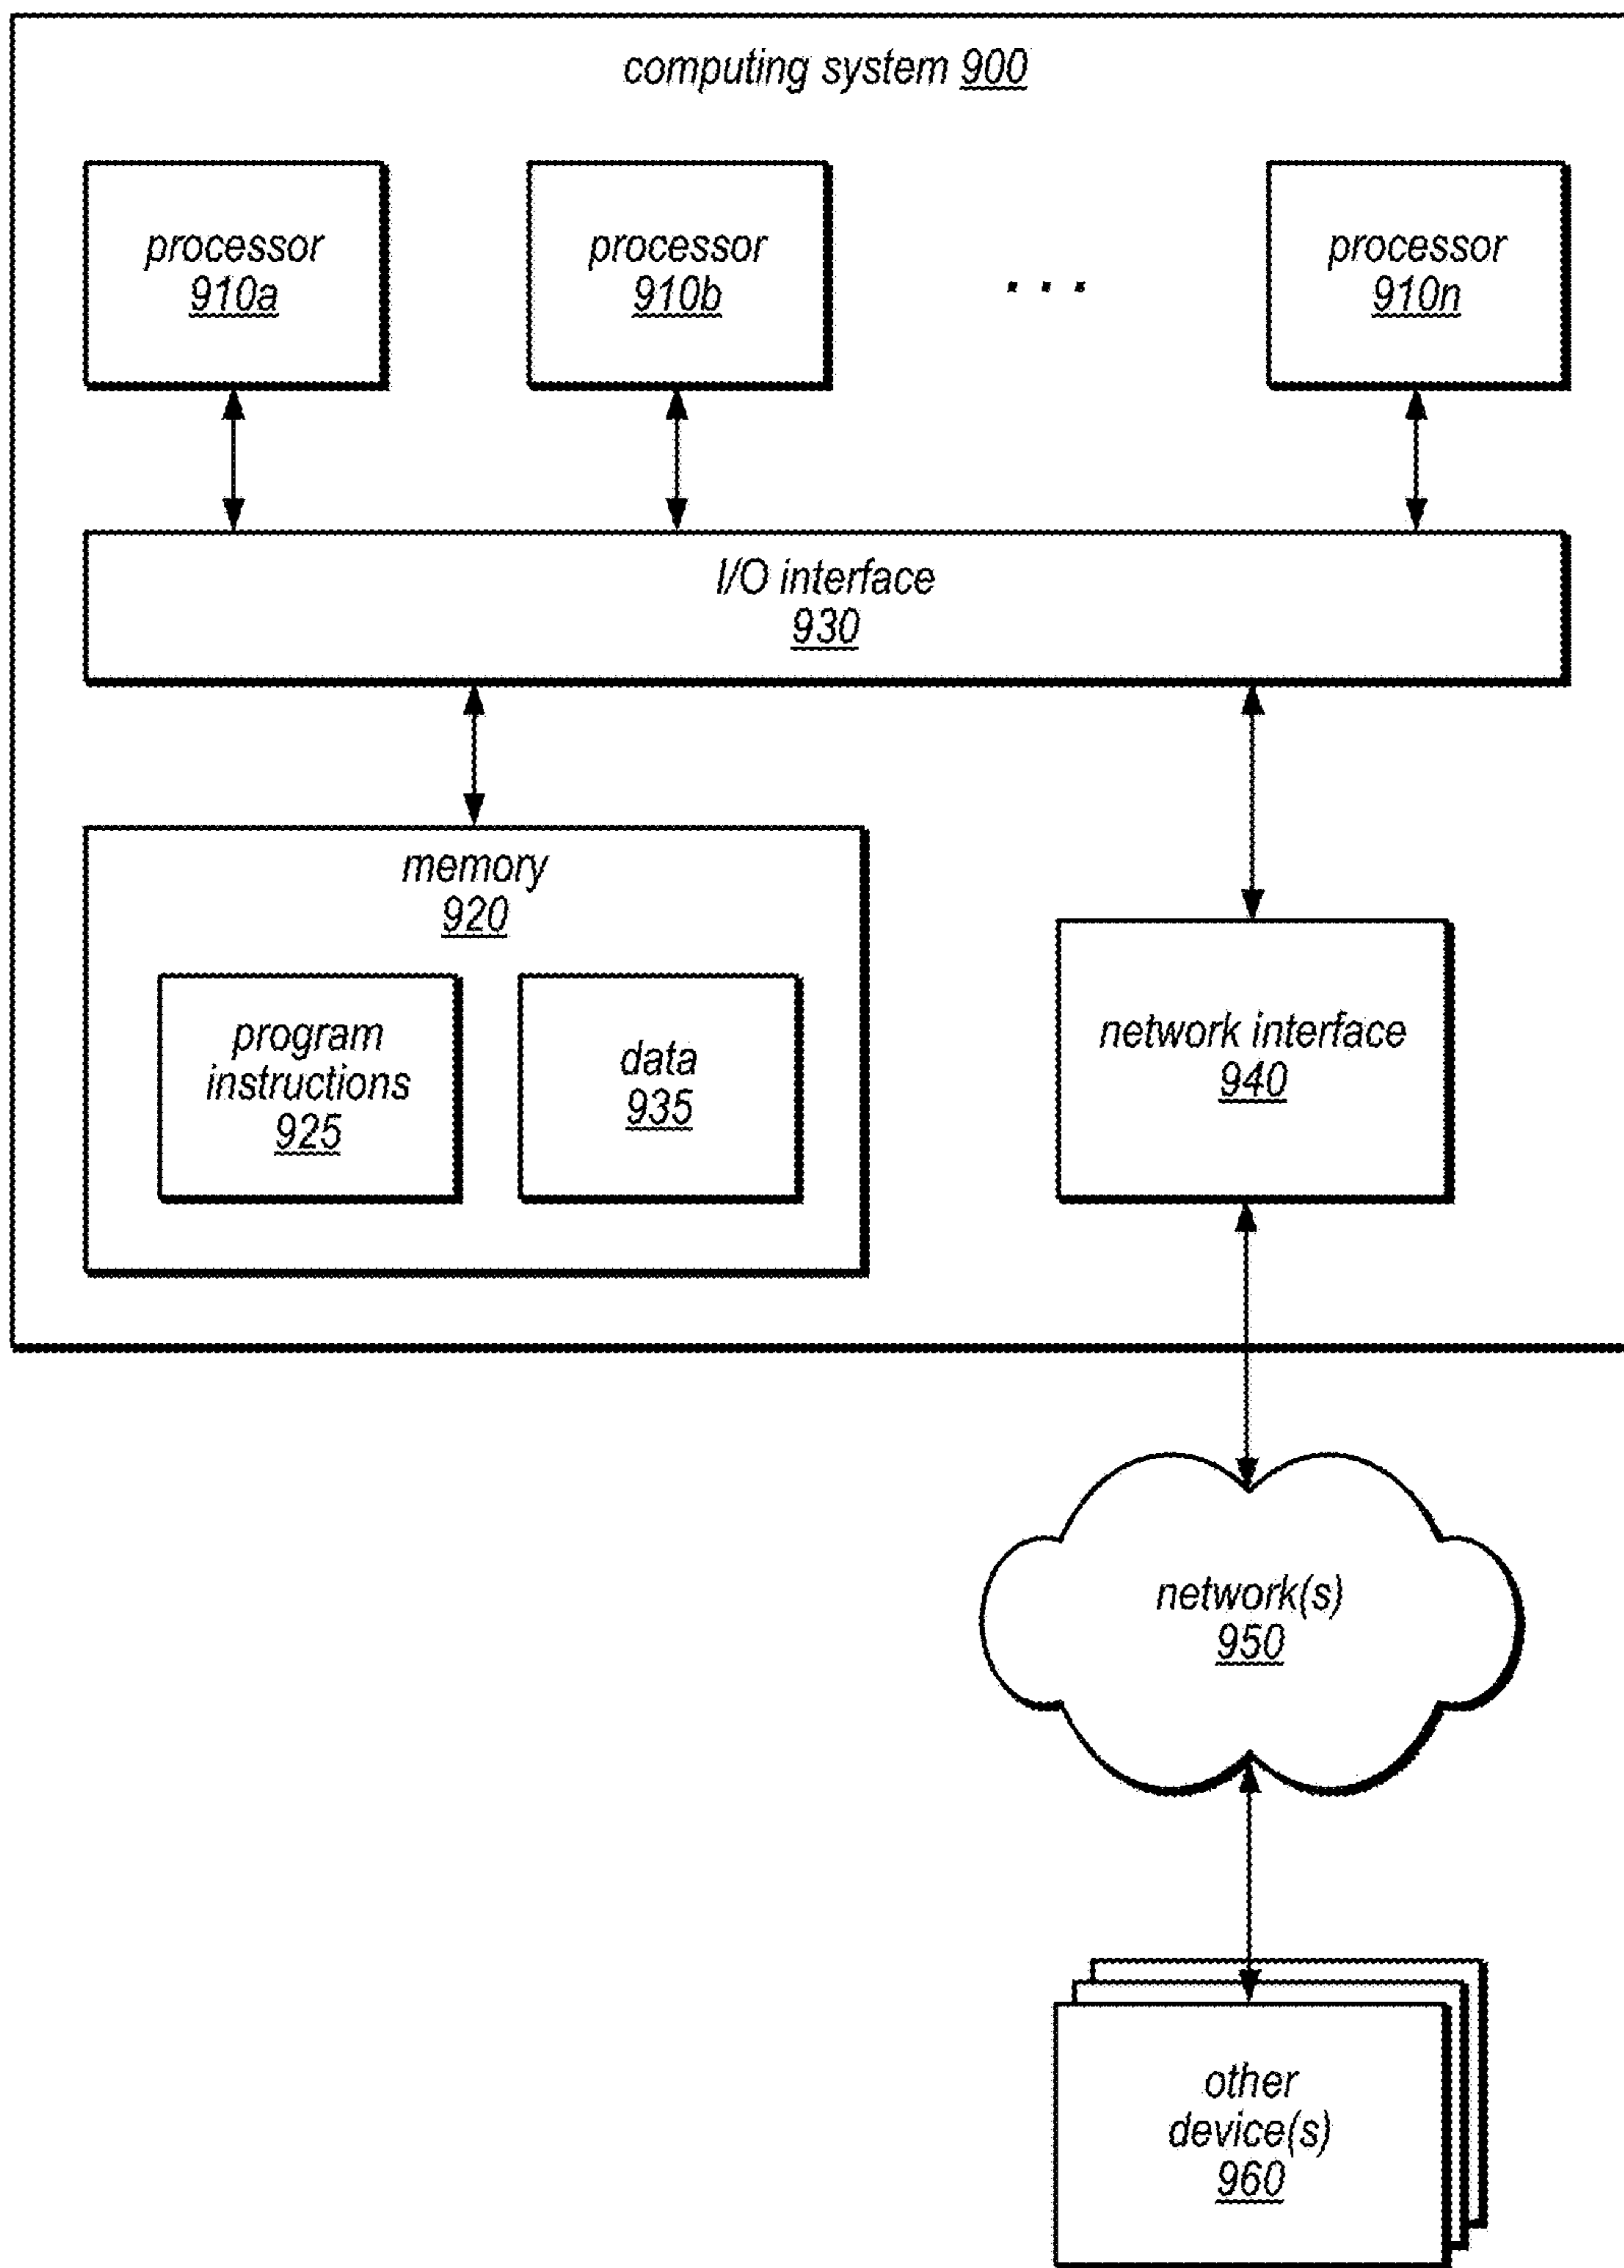 computing system 900
processor
910a
processor
910b
. . .
processor
910n
I/O interface
930
memory
920
program
instructions
925
data
935
network interface
940
network(s)
950
other
device(s)
960